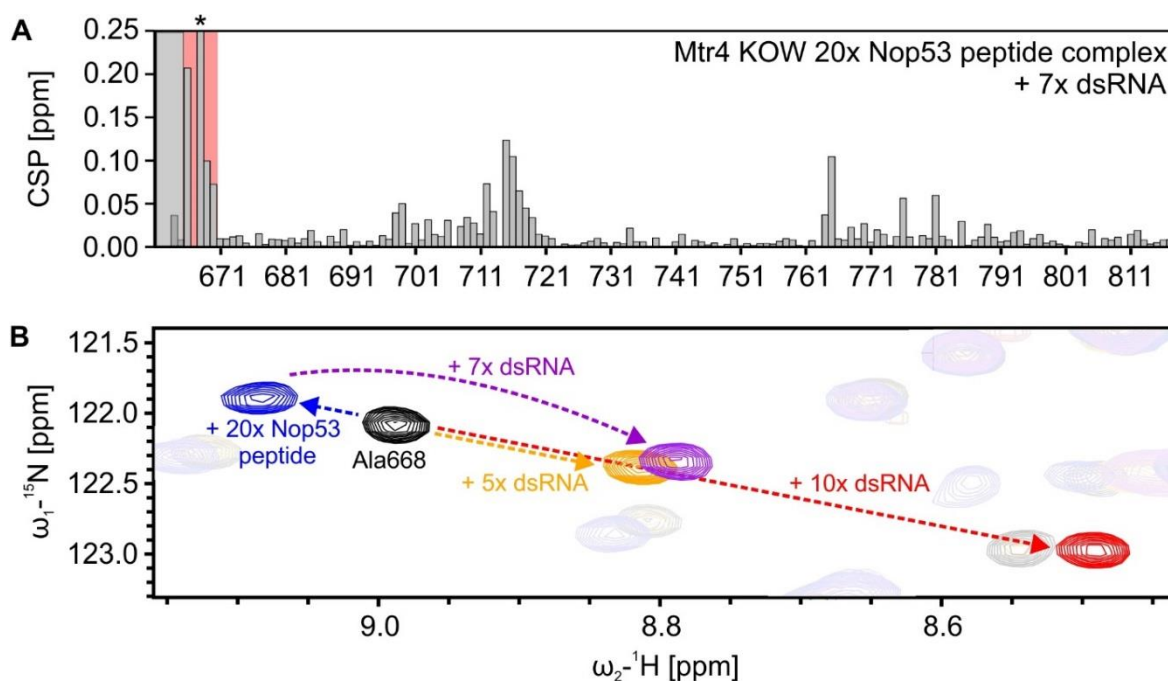 A
*
Mtr4 KOW 20x Nop53 peptide complex
+ 7x dsRNA
CSP [ppm]
0.25
0.20
0.15
0.10
0.05
0.00
671 681 691 701 711 721 731 741 751 761 771 781 791 801 811
B
ω1-15N [ppm]
121.5
122.0
122.5
123.0
+ 7x dsRNA
+ 20x Nop53
peptide
Ala668
+ 5x dsRNA
+ 10x dsRNA
9.0 8.8 8.6
ω2-1H [ppm]